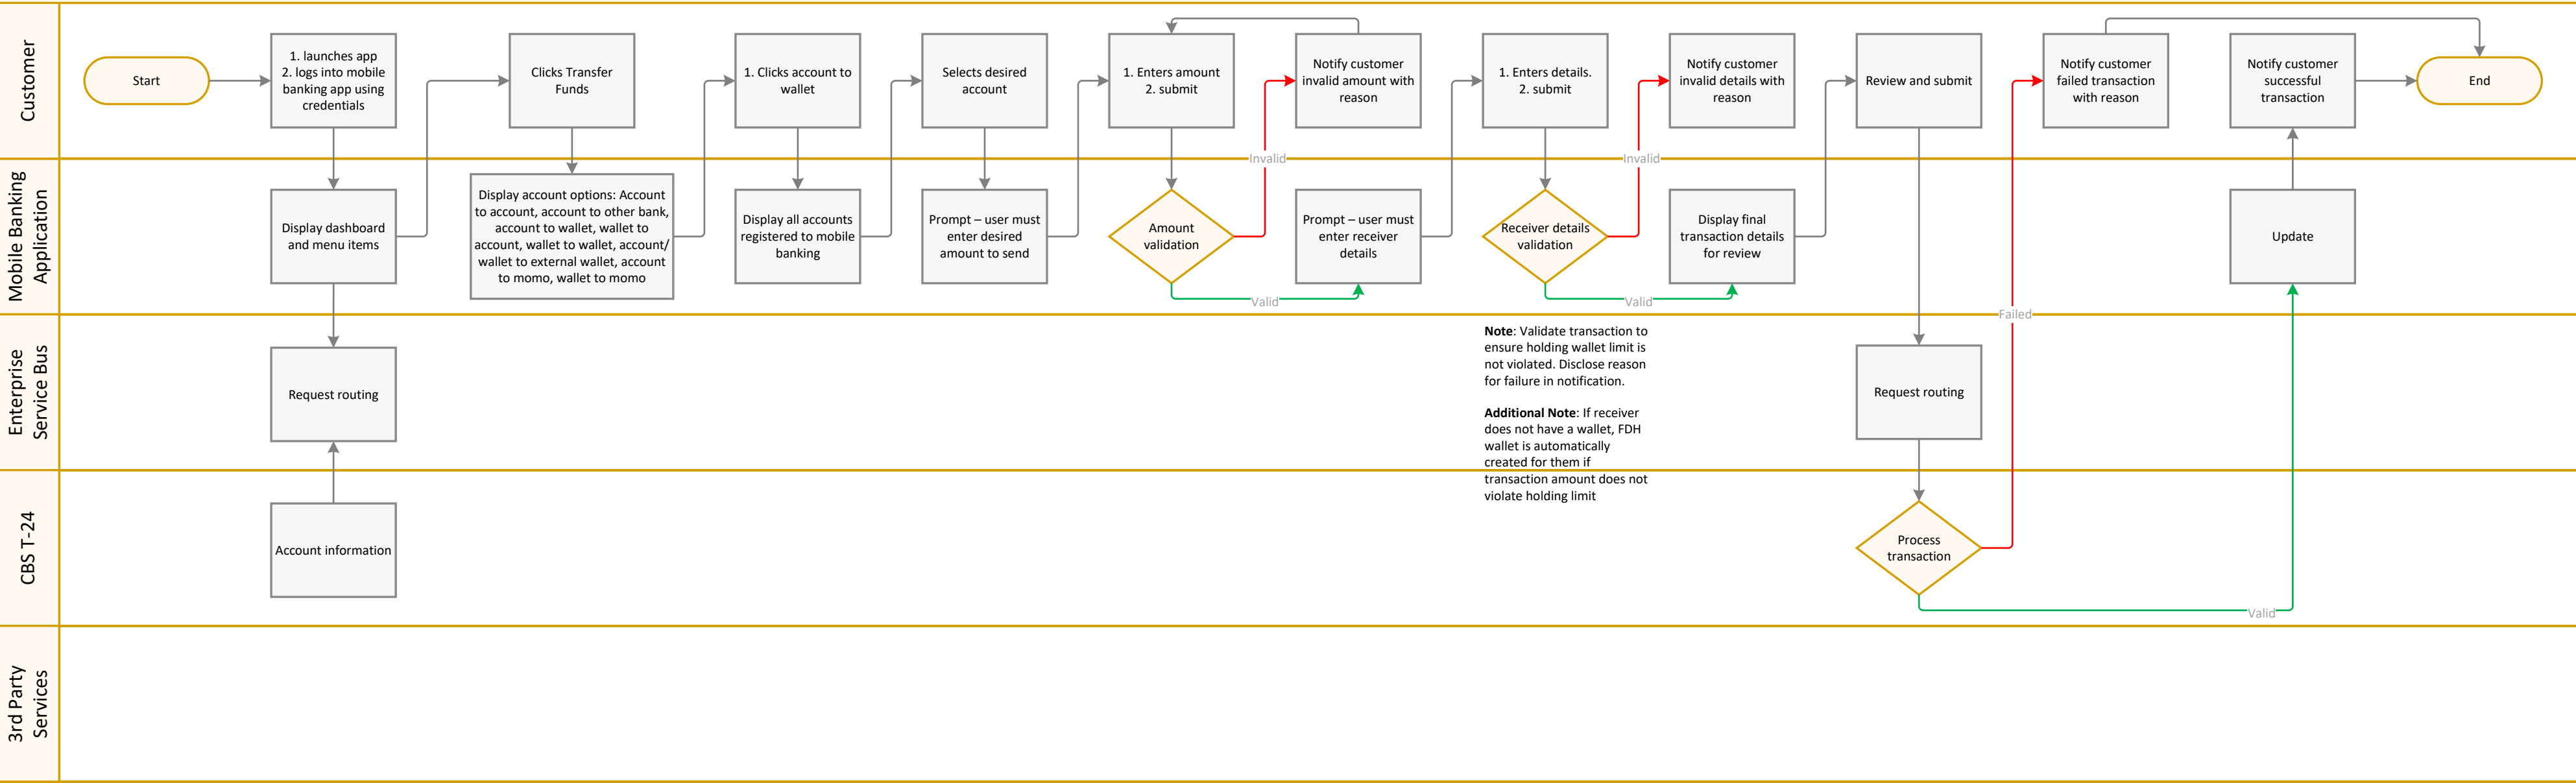 Customer
Start
1. launches app
2. logs into mobile
banking app using
credentials
Clicks Transfer
Funds
1. Clicks account to
wallet
Selects desired
account
1. Enters amount
2. submit
Notify customer
invalid amount with
reason
1. Enters details.
2. submit
Notify customer
invalid details with
reason
Review and submit
Notify customer
failed transaction
with reason
Notify customer
successful
transaction
End
Invalid
Invalid
Mobile Banking
Application
Display dashboard
and menu items
Display account options: Account
to account, account to other bank,
account to wallet, wallet to
account, wallet to wallet, account/
wallet to external wallet, account
to momo, wallet to momo
Display all accounts
registered to mobile
banking
Prompt – user must
enter desired
amount to send
Amount
validation
Prompt – user must
enter receiver
details
Receiver details
validation
Display final
transaction details
for review
Update
Valid
Valid
Failed
Enterprise
Service Bus
Request routing
Note: Validate transaction to
ensure holding wallet limit is
not violated. Disclose reason
for failure in notification.
Additional Note: If receiver
does not have a wallet, FDH
wallet is automatically
created for them if
transaction amount does not
violate holding limit
Request routing
CBS T-24
Account information
Process
transaction
Valid
3rd Party
Services